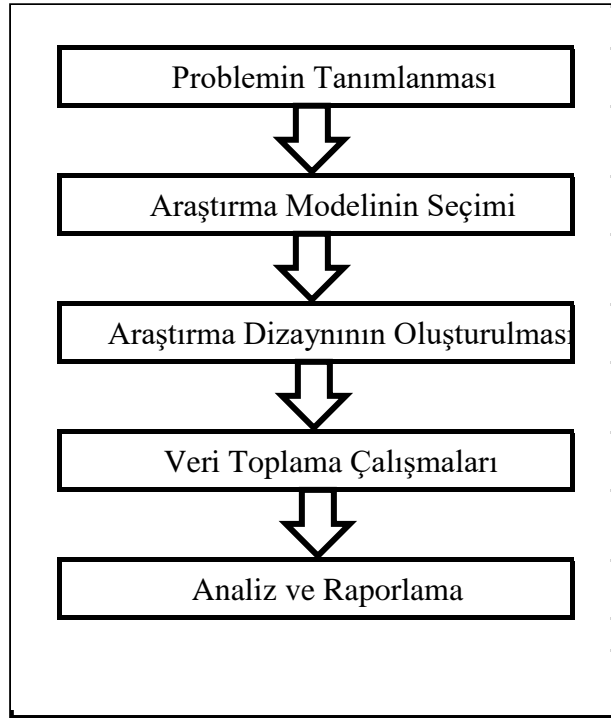 Problemin Tanımlanması
Araştırma Modelinin Seçimi
Araştırma Dizaynının Oluşturulması
Veri Toplama Çalışmaları
Analiz ve Raporlama